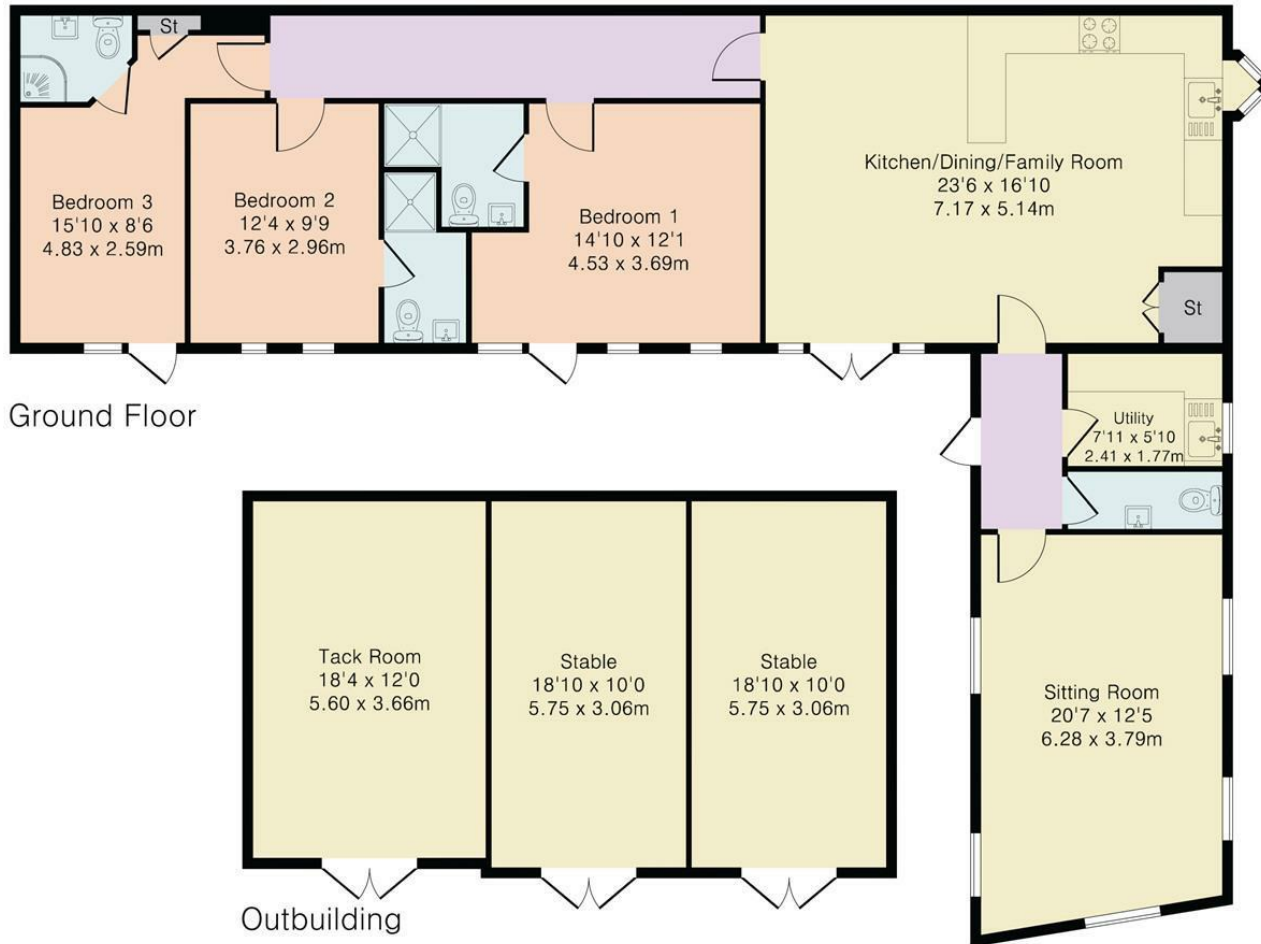 St
Bedroom 3
15'10 x 8'6
4.83 x 2.59m
Bedroom 2
12'4 x 9'9
3.76 x 2.96m
Bedroom 1
14'10 x 12'1
4.53 x 3.69m
Kitchen/Dining/Family Room
23'6 x 16'10
7.17 x 5.14m
St
Ground Floor
Utility
7'11 x 5'10
2.41 x 1.77m
Tack Room
18'4 x 12'0
5.60 x 3.66m
Stable
18'10 x 10'0
5.75 x 3.06m
Stable
18'10 x 10'0
5.75 x 3.06m
Sitting Room
20'7 x 12'5
6.28 x 3.79m
Outbuilding